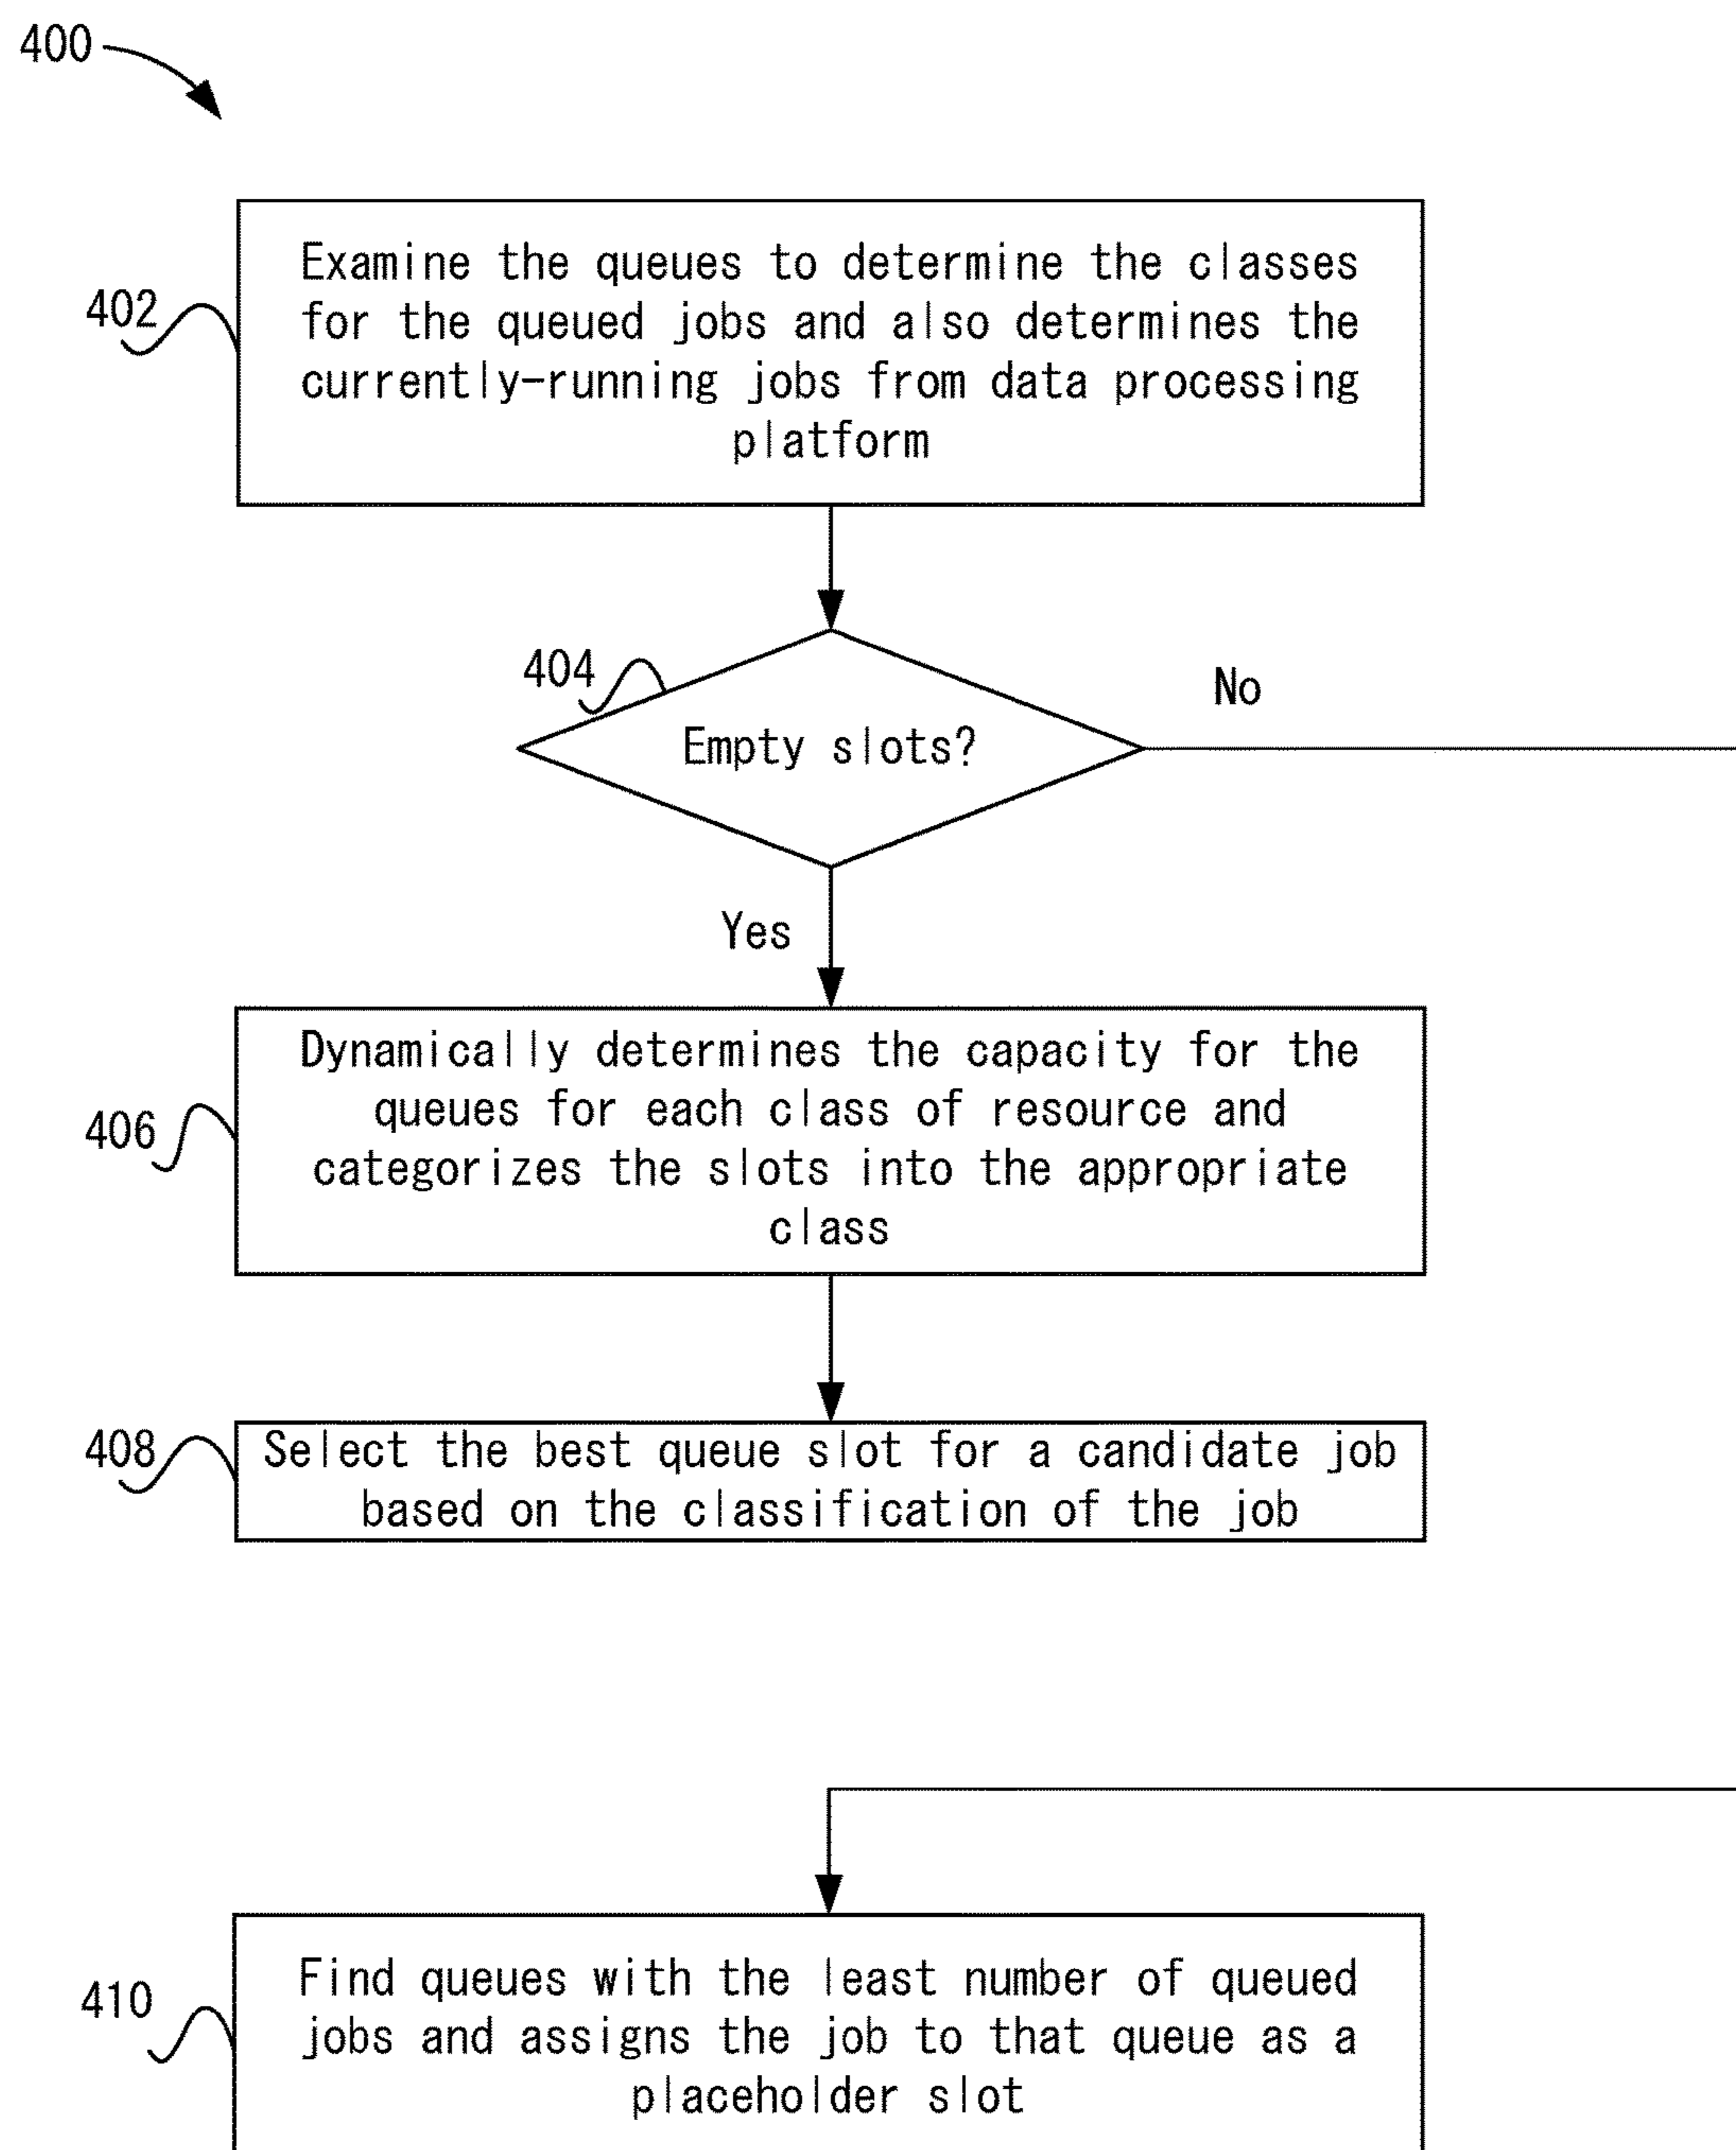 400
402
Examine the queues to determine the classes
for the queued jobs and also determines the
currently-running jobs from data processing
platform
404
No
Empty slots?
Yes
406
Dynamically determines the capacity for the
queues for each class of resource and
categorizes the slots into the appropriate
class
408
Select the best queue slot for a candidate job
based on the classification of the job
410
Find queues with the least number of queued
jobs and assigns the job to that queue as a
placeholder slot